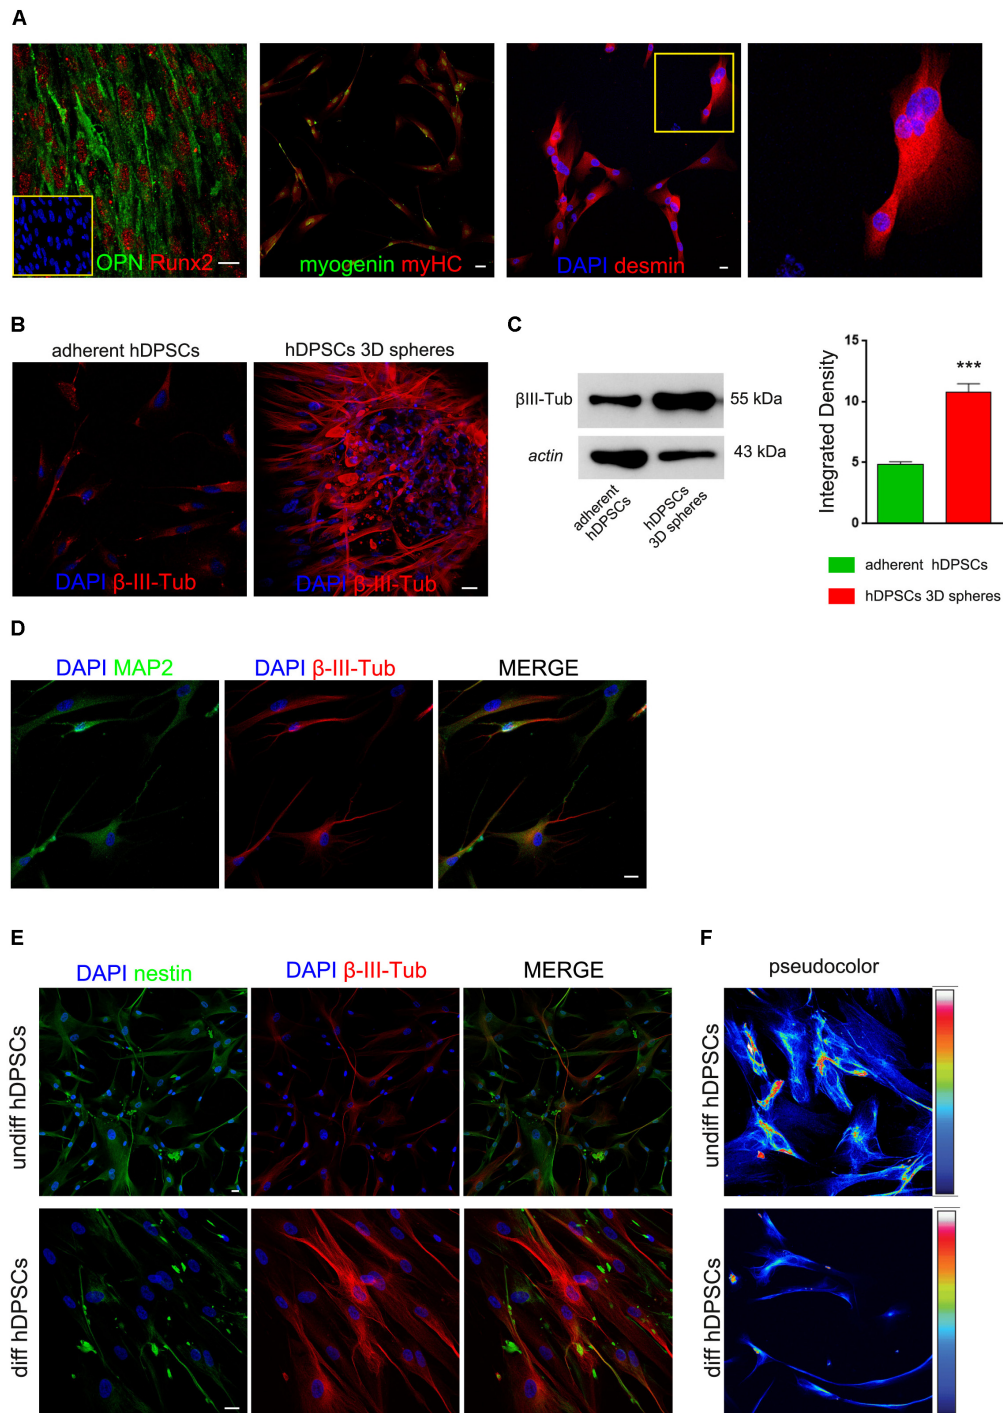 A
OPN Runx2
myogenin myHC
DAPI desmin
B
adherent hDPSCs
hDPSCs 3D spheres
DAPI β-III-Tub
DAPI β-III-Tub
C
βIII-Tub
55 kDa
actin
43 kDa
adherent
hDPSCs
hDPSCs
3D spheres
Integrated Density
15
10
5
0
***
adherent hDPSCs
hDPSCs 3D spheres
D
DAPI MAP2
DAPI β-III-Tub
MERGE
E
DAPI nestin
DAPI β-III-Tub
MERGE
undiff hDPSCs
diff hDPSCs
F
pseudocolor
undiff hDPSCs
diff hDPSCs